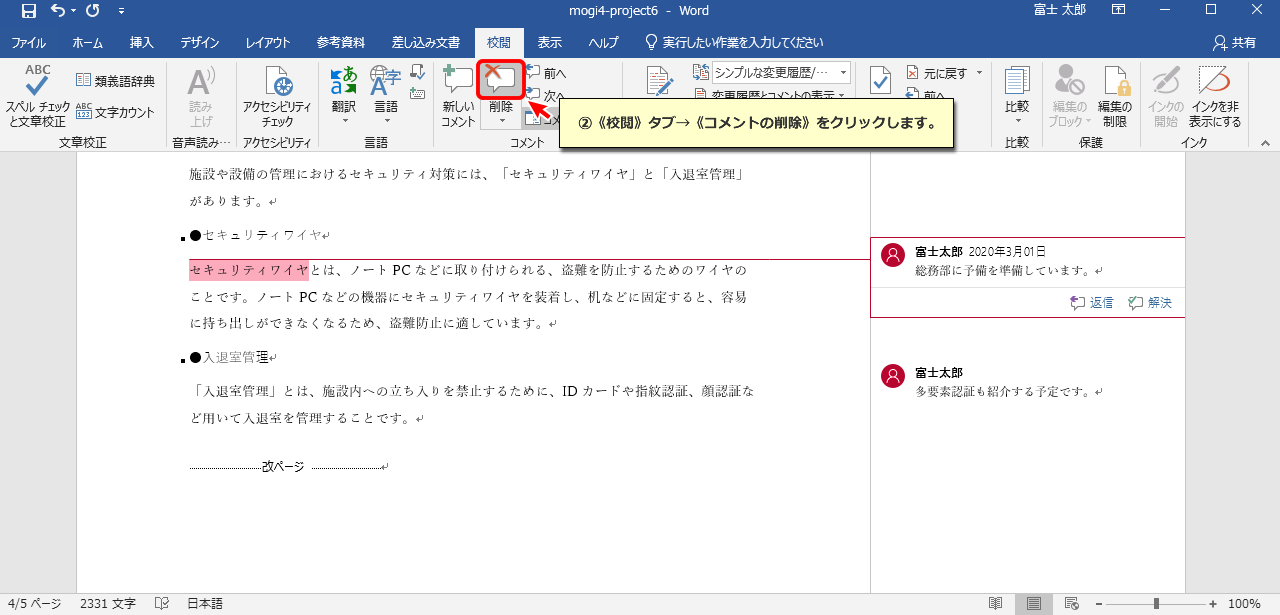 mogi4-project6 - Word
富士 太郎
ファイル ホーム 挿入 デザイン レイアウト 参考資料 差し込み文書 校閲 表示 ヘルプ 実行したい作業を入力してください 共有
ABC
スペル チェック
と文章校正
類義語辞典
ABC
123
文字カウント
文章校正
A
読み
上げ
音声読み…
アクセシビリティ
チェック
アクセシビリティ
あ
a
翻訳
字
A
言語
言語
新しい
コメント
削除
前へ
次へ
コメ
コメント
シンプルな変更履歴/…
変更履歴とコメントの表示
元に戻す
前へ
比較
比較
編集の
ブロック
編集の
制限
保護
インクの
開始
インクを非
表示にする
インク
②《校閲》タブ→《コメントの削除》をクリックします。
施設や設備の管理におけるセキュリティ対策には、「セキュリティワイヤ」と「入退室管理」
があります。
●セキュリティワイヤ
セキュリティワイヤとは、ノート PC などに取り付けられる、盗難を防止するためのワイヤの
ことです。ノート PC などの機器にセキュリティワイヤを装着し、机などに固定すると、容易
に持ち出しができなくなるため、盗難防止に適しています。
●入退室管理
「入退室管理」とは、施設内への立ち入りを禁止するために、ID カードや指紋認証、顔認証な
ど用いて入退室を管理することです。
改ページ
富士太郎 2020年3月01日
総務部に予備を準備しています。
返信 解決
富士太郎
多要素認証も紹介する予定です。
4/5 ページ 2331 文字 日本語 100%